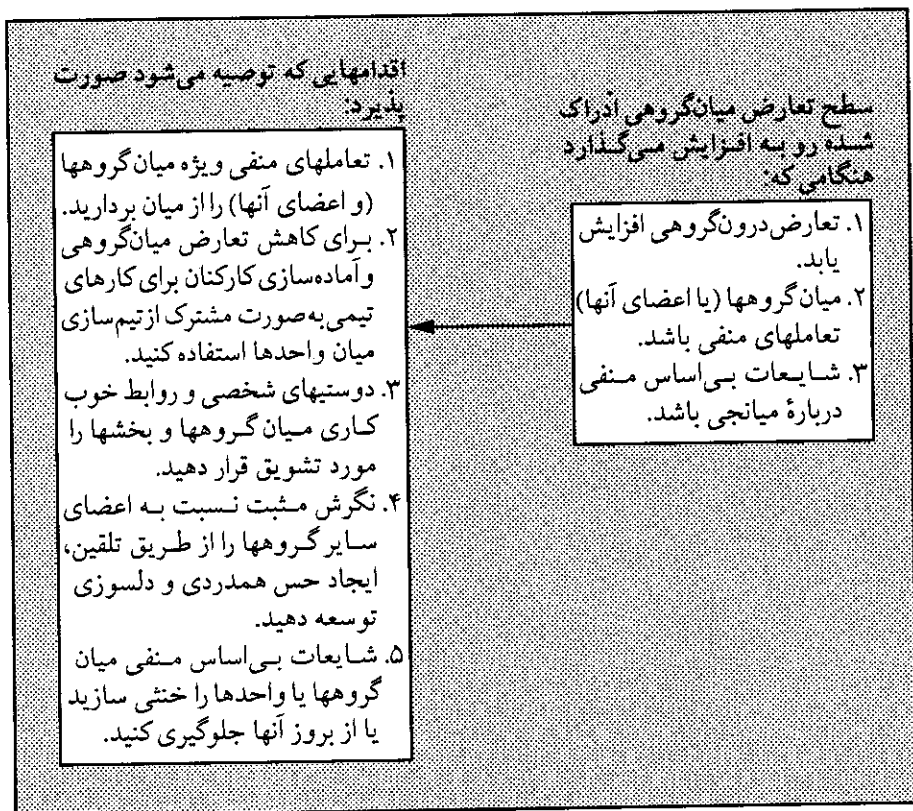 سطح تعارض میان‌گروهی ادراک
شده رو به افزایش می‌گذارد
هنگامی که:
۱. تعارض درون‌گروهی افزایش
یابد.
۲. میان گروهها (یا اعضای آنها)
تعاملهای منفی باشد.
۳. شایعات بی‌اساس منفی
دربارهٔ میانجی باشد.
اقدامهایی که توصیه می‌شود صورت
پذیرد:
۱. تعاملهای منفی ویژه میان گروهها
(و اعضای آنها) را از میان بردارید.
۲. برای کاهش تعارض میان‌گروهی
و آماده‌سازی کارکنان برای کارهای
تیمی به‌صورت مشترک از تیم‌سازی
میان واحدها استفاده کنید.
۳. دوستیهای شخصی و روابط خوب
کاری میان گروهها و بخشها را
مورد تشویق قرار دهید.
۴. نگرش مثبت نسبت به اعضای
سایر گروهها را از طریق تلقین،
ایجاد حس همدردی و دلسوزی
توسعه دهید.
۵. شایعات بی‌اساس منفی میان
گروهها یا واحدها را خنثی سازید
یا از بروز آنها جلوگیری کنید.